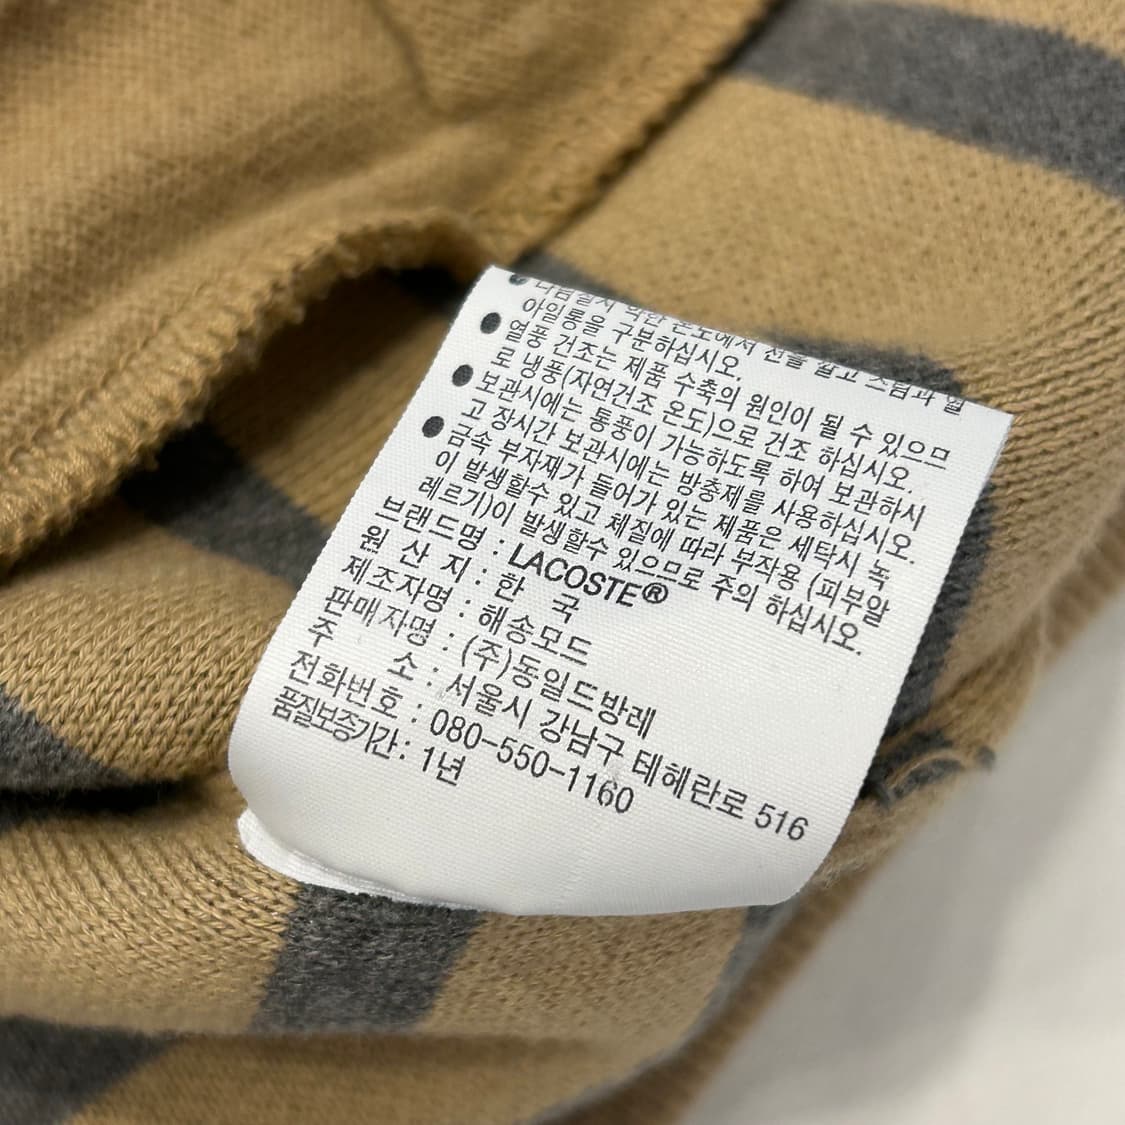 아일롱을 구분하십시오.
열풍 건조는 제품 수축의 원인이 될 수 있으므
로 냉풍(자연건조 온도)으로 건조 하십시오.
보관시에는 통풍이 가능하도록 하여 보관하시
고 장시간 보관시에는 방충제를 사용하십시오.
금속 부자재가 들어가 있는 제품은 세탁시 녹
이 발생할수 있고 체질에 따라 부작용 (피부알
레르기)이 발생할수 있으므로 주의 하십시오.
브랜드명 : LACOSTE®
원 산 지 : 한 국
제조자명 : 해송모드
판매자명 : (주)동일드방레
주 소 : 서울시 강남구 테헤란로 516
전화번호 : 080-550-1160
품질보증기간 : 1년